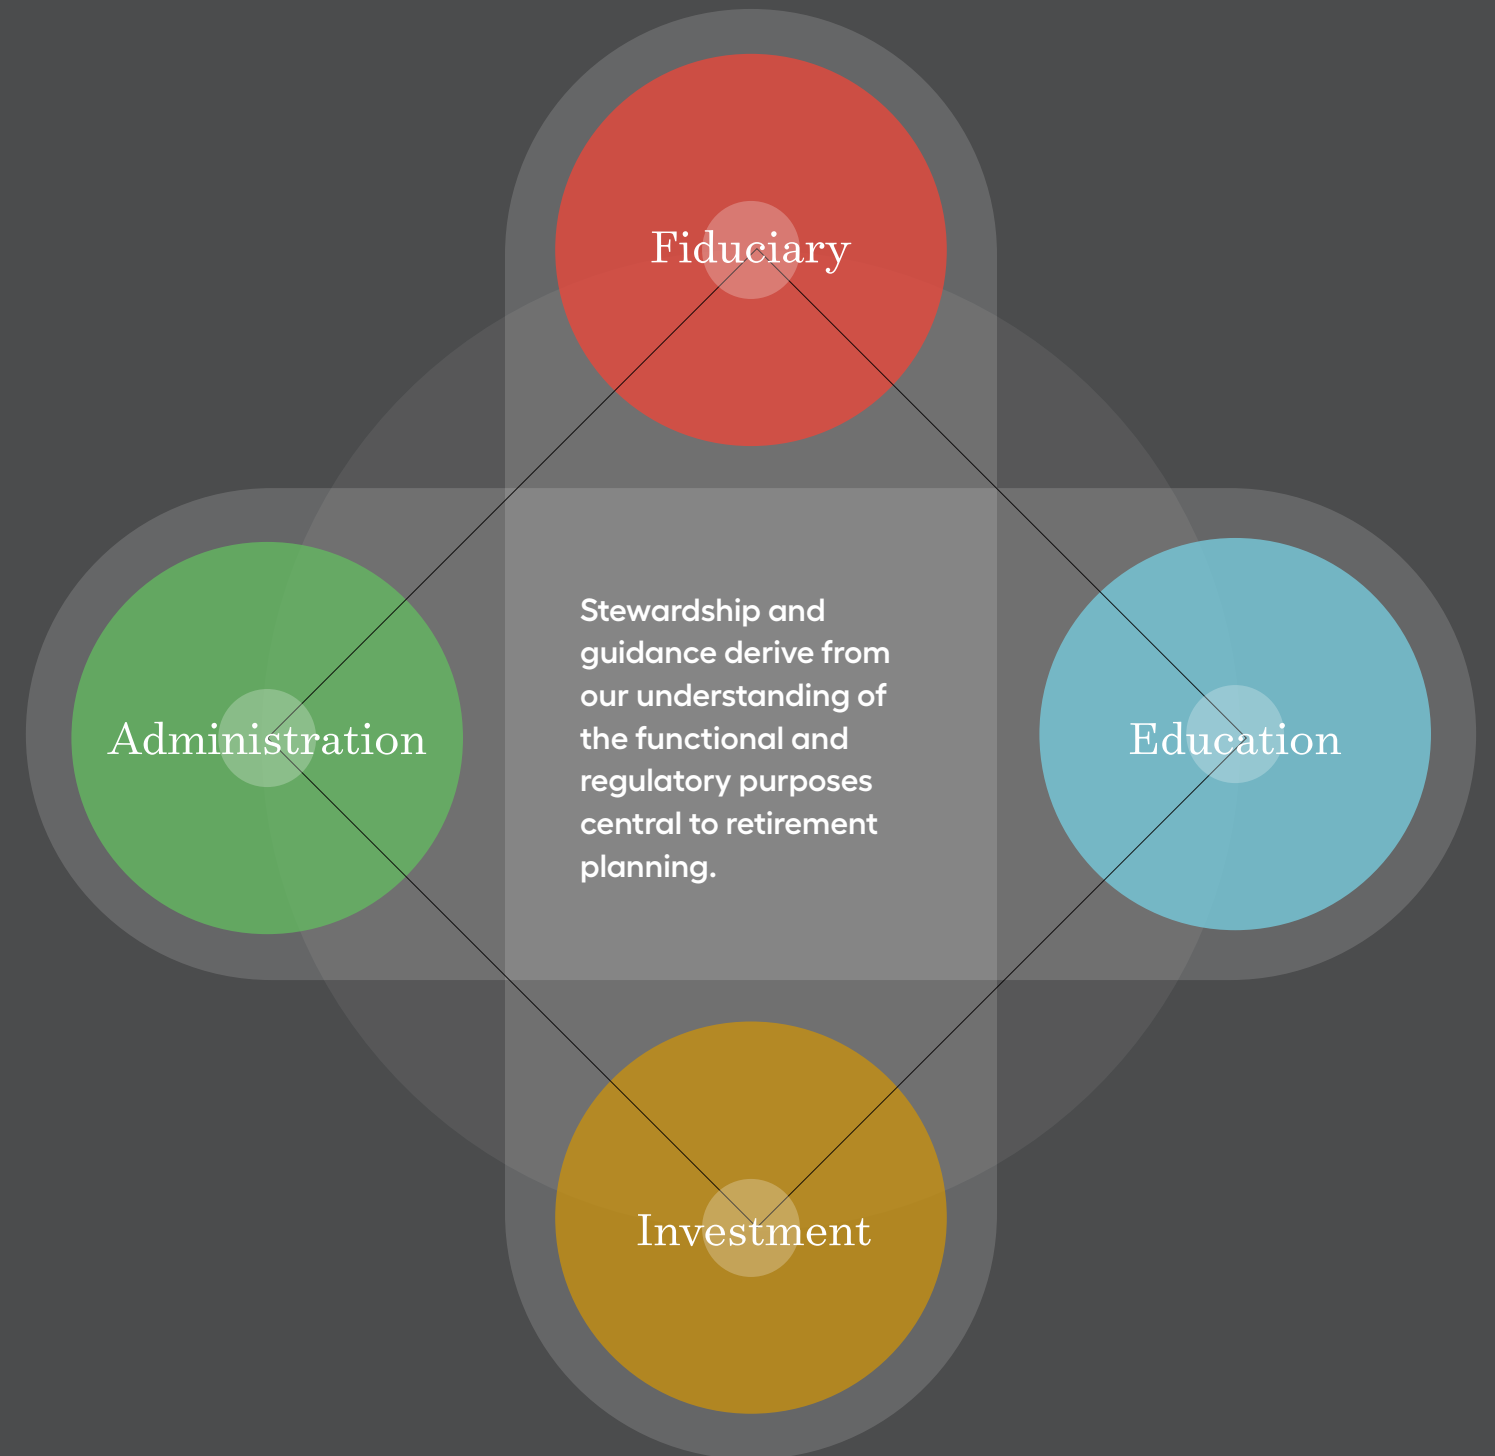 Fiduciary
Stewardship and
guidance derive from
our understanding of
the functional and
regulatory purposes
central to retirement
planning.
Administration
Education
Investment